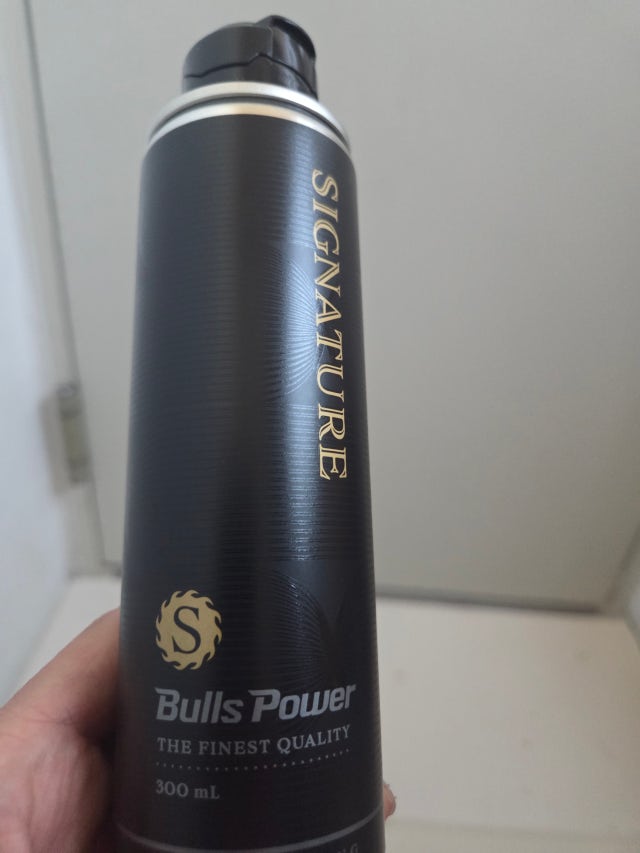 SIGNATURE
S
Bulls Power
THE FINEST QUALITY
300 mL